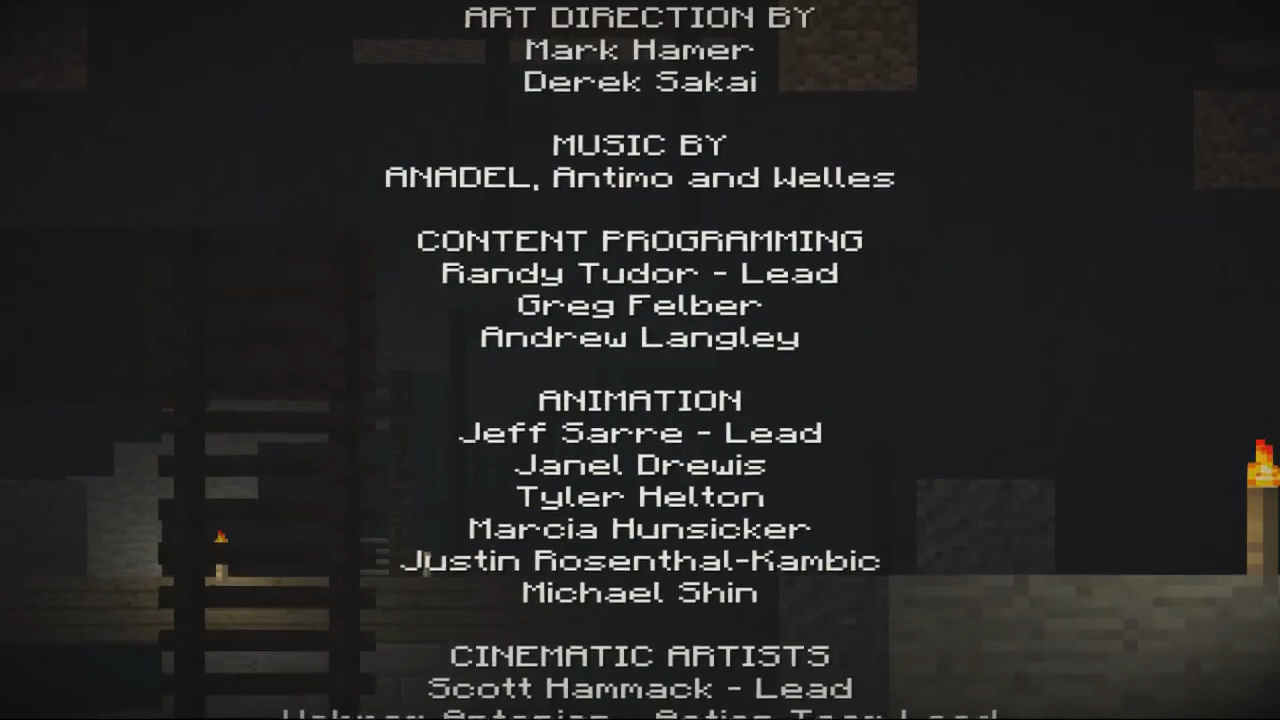 ART DIRECTION BY
Mark Hamer
Derek Sakai
MUSIC BY
ANADEL, Antimo and Welles
CONTENT PROGRAMMING
Randy Tudor - Lead
Greg Felber
Andrew Langley
ANIMATION
Jeff Sarre - Lead
Janel Drewis
Tyler Helton
Marcia Hunsicker
Justin Rosenthal-Kambic
Michael Shin
CINEMATIC ARTISTS
Scott Hammack - Lead